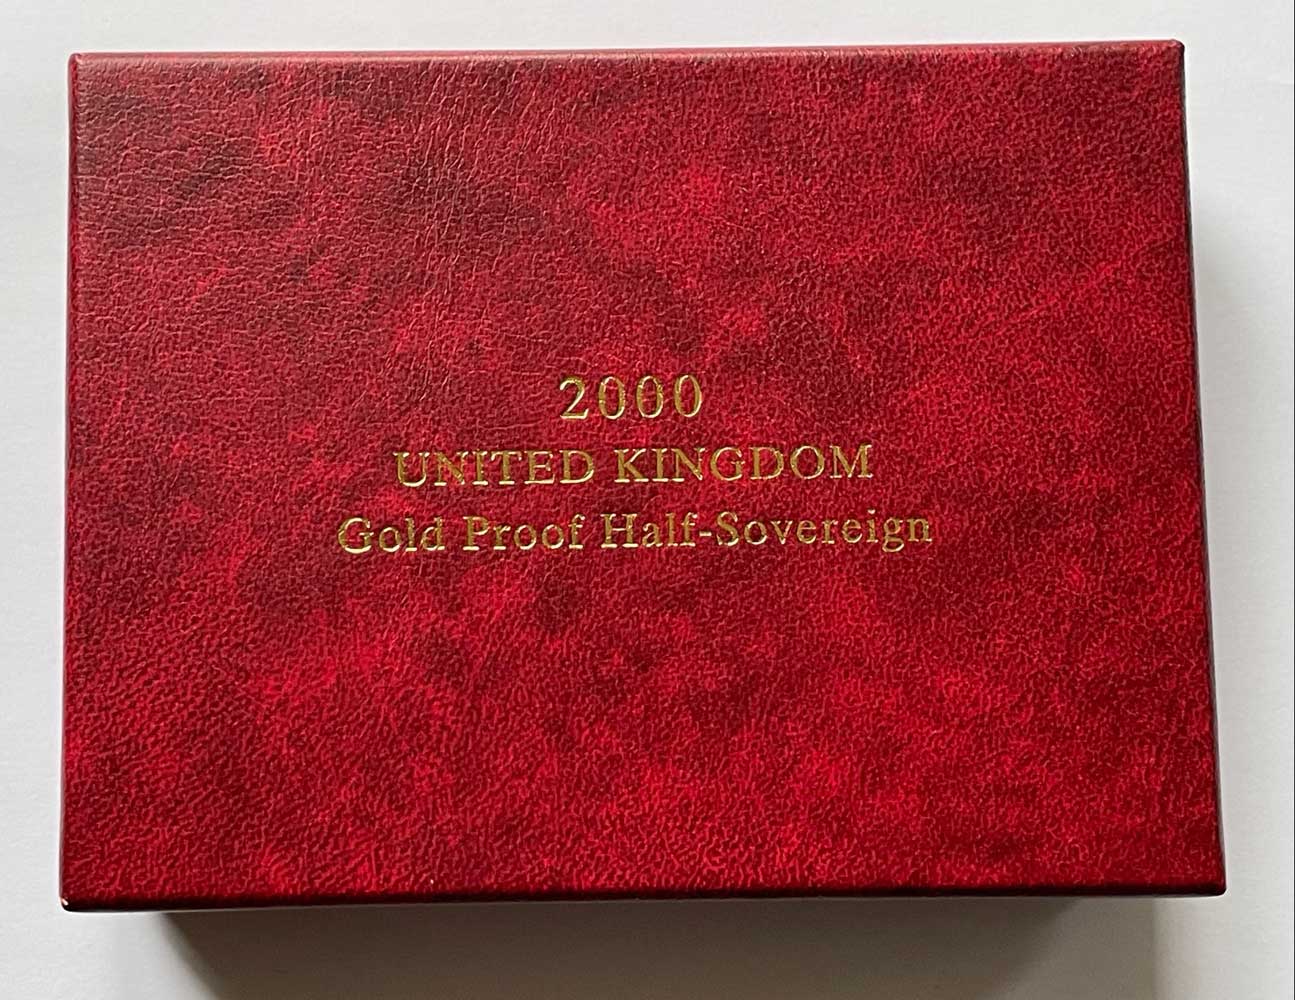 2000
UNITED KINGDOM
Gold Proof Half-Sovereign